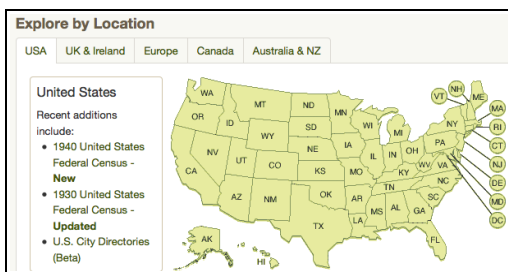 Explore by Location
USA UK & Ireland Europe Canada Australia & NZ
United States
Recent additions
include:
• 1940 United States
Federal Census -
New
• 1930 United States
Federal Census -
Updated
• U.S. City Directories
(Beta)
WA
MT
ND
MN
VT
NH
ME
OR
ID
WY
SD
WI
MI
NY
MA
RI
CT
NV
UT
CO
NE
IA
IL
IN
OH
PA
NJ
CA
KS
MO
KY
WV
VA
DE
AZ
NM
OK
AR
TN
NC
MD
TX
LA
MS
AL
GA
SC
DC
AK
HI
FL